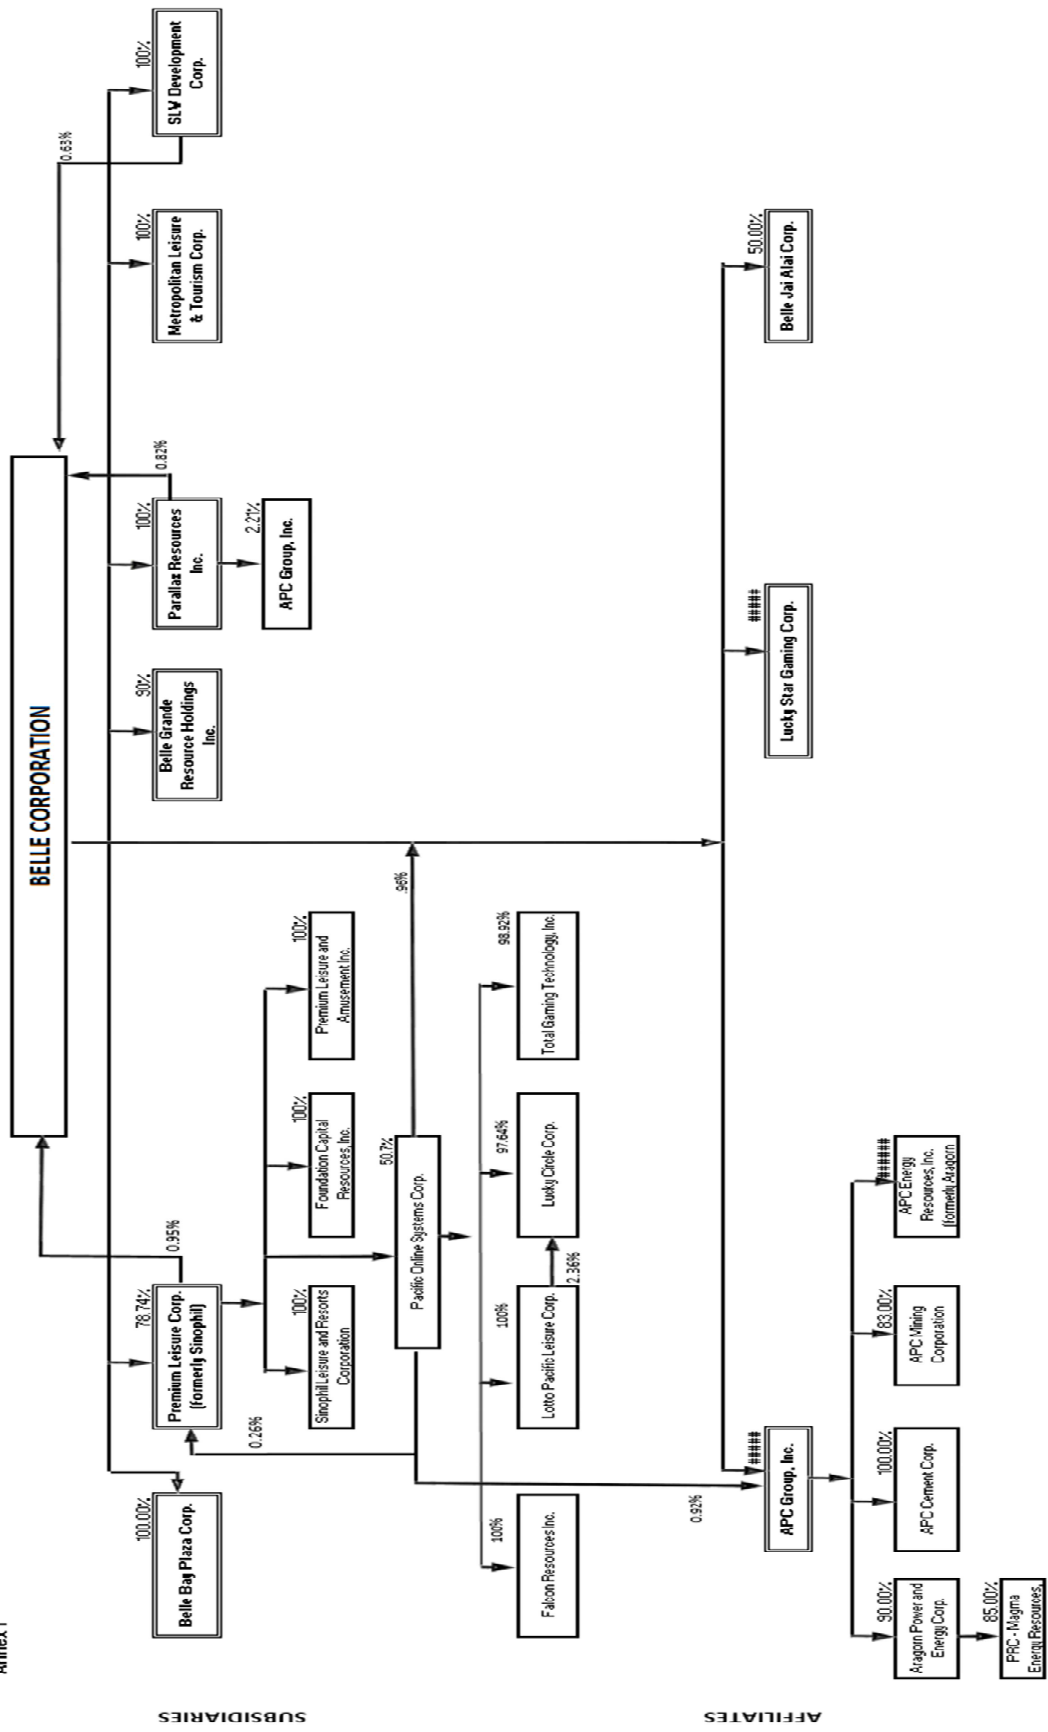 BELLE CORPORATION
0.95%
0.82%
0.63%
SUBSIDIARIES
100.00%
Belle Bay Plaza Corp.
78.74%
Premium Leisure Corp.
(formerly Sinophil)
90%
Belle Grande
Resource Holdings
Inc.
100%
Parallax Resources
Inc.
100%
Metropolitan Leisure
& Tourism Corp.
100%
SLW Development
Corp.
0.26%
2.21%
APC Group, Inc.
100%
Sinophil Leisure and Resorts
Corporation
100%
Foundation Capital
Resources, Inc.
100%
Premium Leisure and
Amusement Inc.
50.7%
Pacific Online Systems Corp.
.96%
100%
Falcon Resources Inc.
100%
Lotto Pacific Leisure Corp.
2.36%
97.64%
Lucky Circle Corp.
98.92%
Total Gaming Technology, Inc.
0.92%
AFFILIATES
#####
APC Group, Inc.
#####
Lucky Star Gaming Corp.
50.00%
Belle Jai Alai Corp.
90.00%
Aragorn Power and
Energy Corp.
100.00%
APC Cement Corp.
83.00%
APC Mining
Corporation
######
APC Energy
Resources, Inc.
(formerly Aragorn
85.00%
PRC - Magma
Energy Resources,